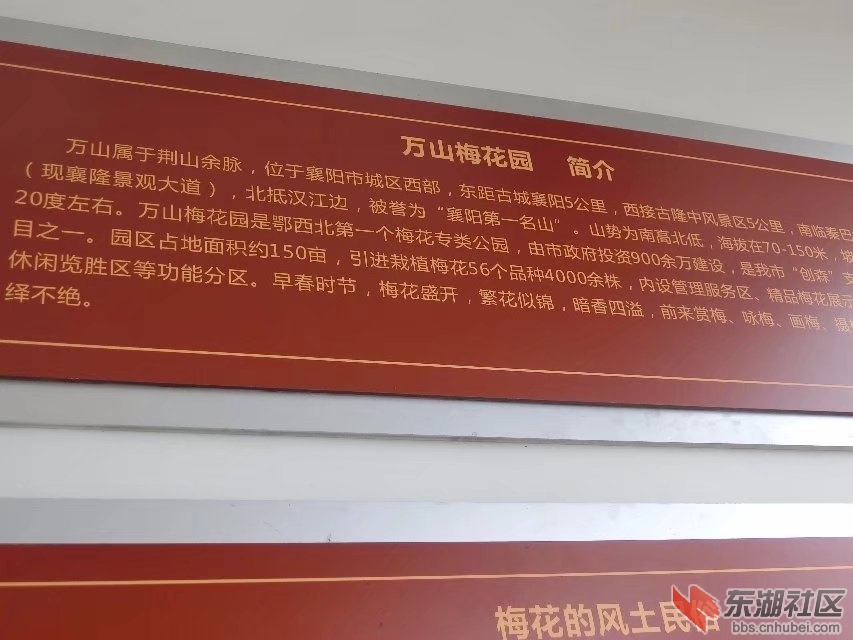 万山梅花园 简介
万山属于荆山余脉，位于襄阳市城区西部，东距古城襄阳5公里，西接古隆中风景区5公里，南临秦巴
（现襄隆景观大道），北抵汉江边，被誉为“襄阳第一名山”。山势为南高北低，海拔在70-150米，坡
20度左右。万山梅花园是鄂西北第一个梅花专类公园，由市政府投资900余万建设，是我市“创森”支
目之一。园区占地面积约150亩，引进栽植梅花56个品种4000余株，内设管理服务区、精品梅花展示
休闲览胜区等功能分区。早春时节，梅花盛开，繁花似锦，暗香四溢，前来赏梅、咏梅、画梅、摄
绎不绝。
梅花的风土民俗
东湖社区
bbs.cnhubei.com